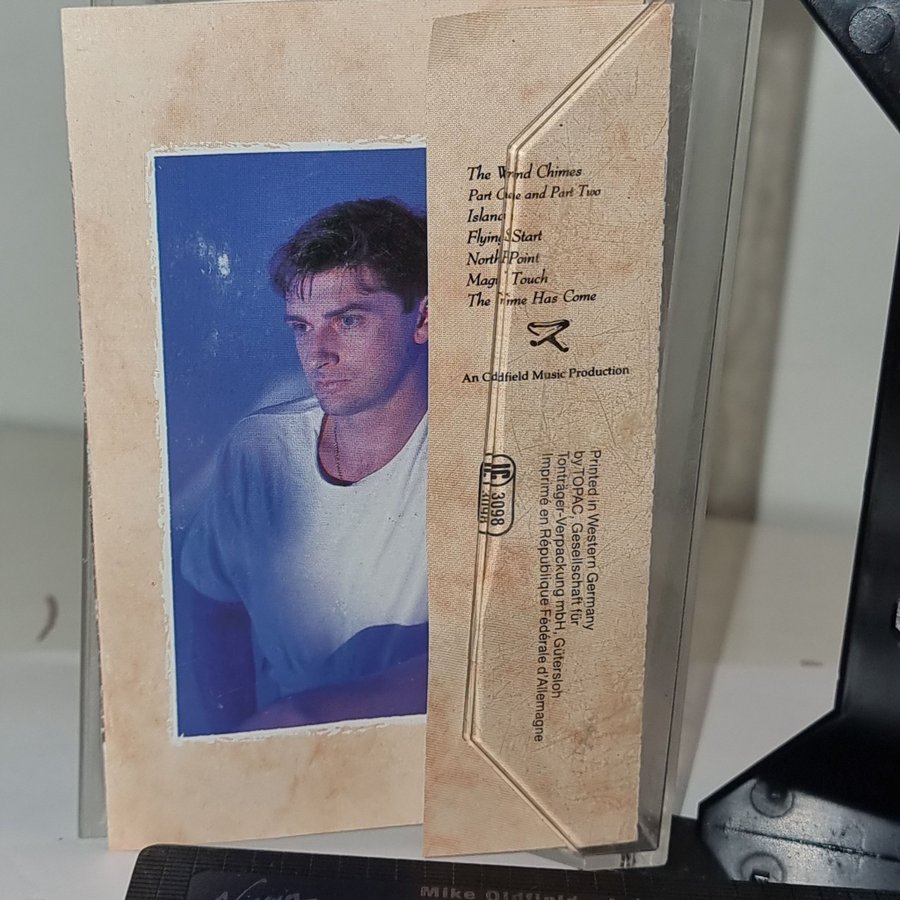 The Wind Chimes
Part One and Part Two
Island
Flying Start
North Point
Magic Touch
The Time Has Come
An Oldfield Music Production
LC 3098
Printed in Western Germany
by TOPAC, Gesellschaft für
Tonträger-Verpackung mbH, Gütersloh
Imprimé en République Fédérale d'Allemagne
Mike Oldfield